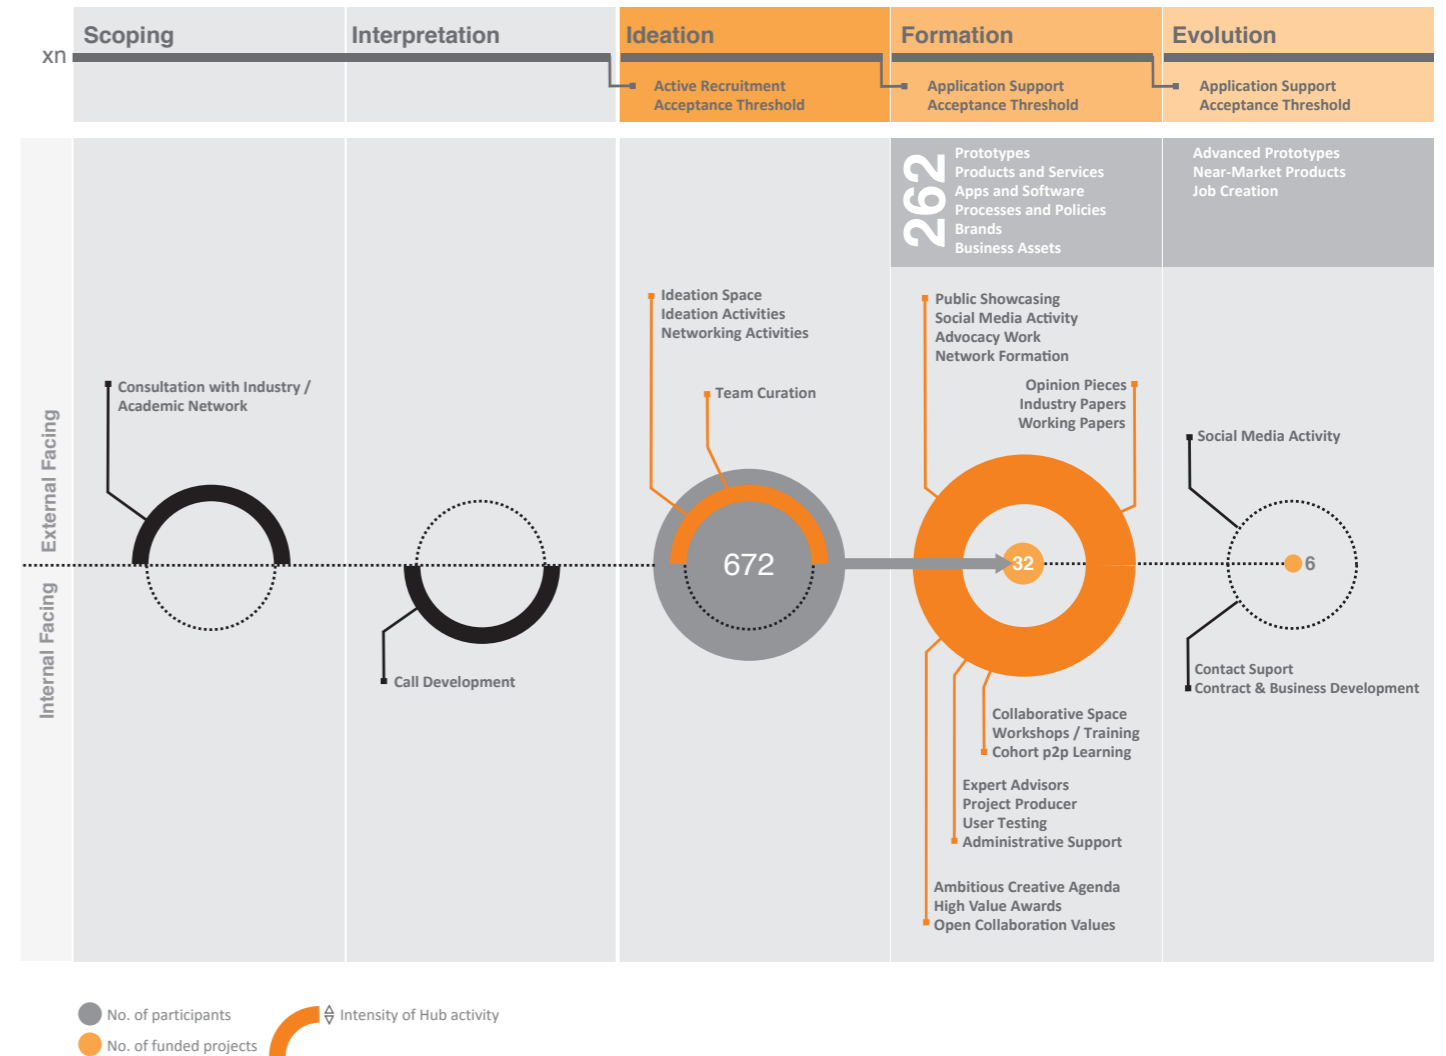 xn
Scoping
Interpretation
Ideation
Formation
Evolution
Active Recruitment
Acceptance Threshold
Application Support
Acceptance Threshold
Application Support
Acceptance Threshold
External Facing
Internal Facing
Consultation with Industry /
Academic Network
Call Development
Ideation Space
Ideation Activities
Networking Activities
Team Curation
672
262
Prototypes
Products and Services
Apps and Software
Processes and Policies
Brands
Business Assets
Public Showcasing
Social Media Activity
Advocacy Work
Network Formation
Opinion Pieces
Industry Papers
Working Papers
32
Collaborative Space
Workshops / Training
Cohort p2p Learning
Expert Advisors
Project Producer
User Testing
Administrative Support
Ambitious Creative Agenda
High Value Awards
Open Collaboration Values
Advanced Prototypes
Near-Market Products
Job Creation
Social Media Activity
6
Contact Suport
Contract & Business Development
No. of participants
No. of funded projects
Intensity of Hub activity